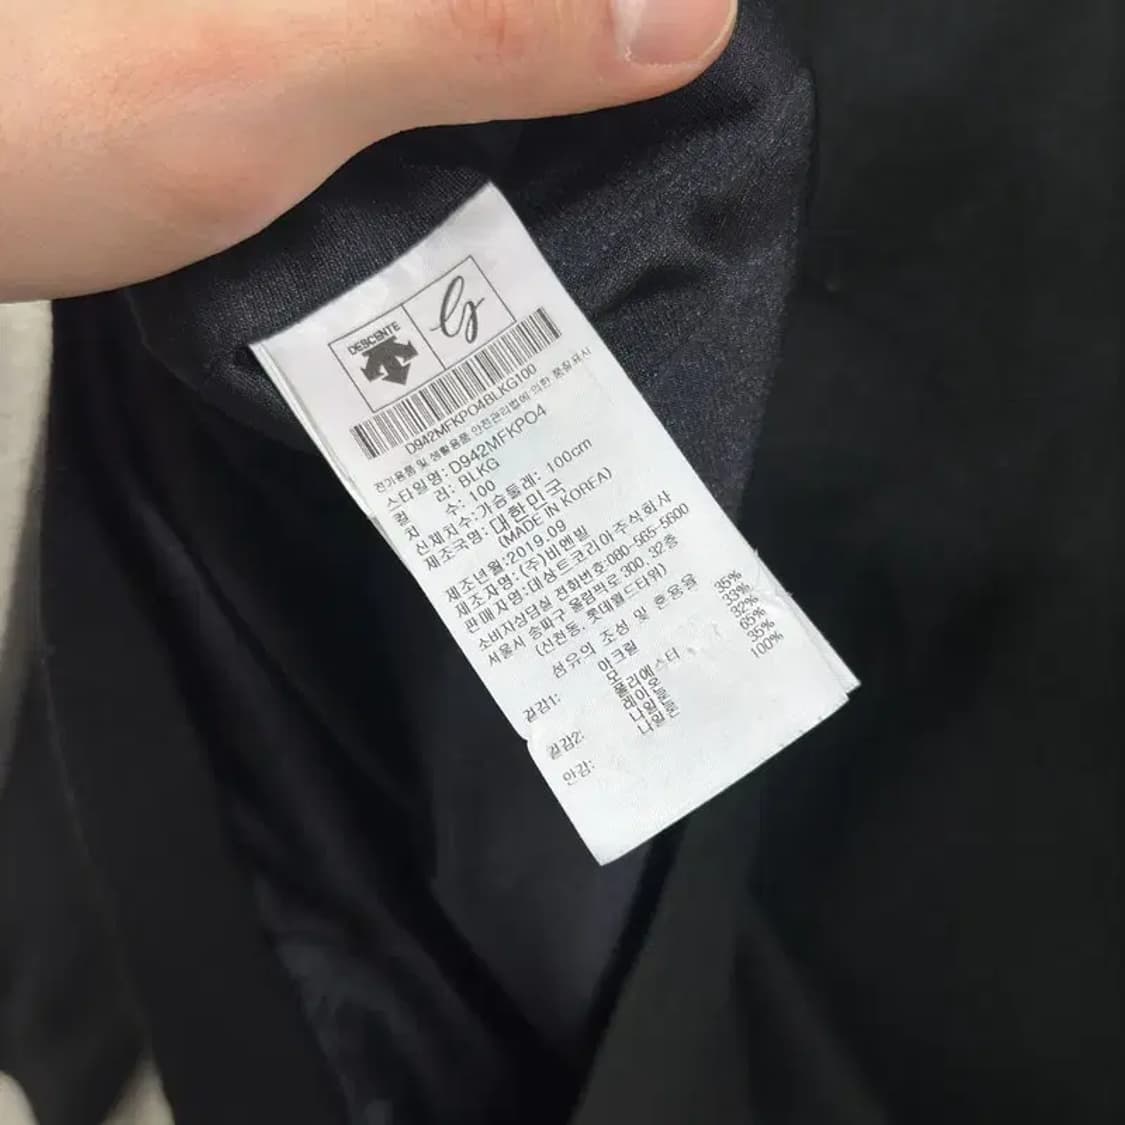 DESCENTE
G
D942MFKPO4BLKG100
전기용품 및 생활용품 안전관리법에 의한 품질표시
스타일명: D942MFKPO4
컬 러: BLKG
치 수: 100
신체치수: 가슴둘레: 100cm
제조국명: 대한민국
(MADE IN KOREA)
제조년월: 2019.09
제조자명: (주)비엔빌
판매자명: 데상트코리아주식회사
소비자상담실 전화번호: 080-565-5600
서울시 송파구 올림픽로 300, 32층
(신천동, 롯데월드타워)
섬유의 조성 및 혼용율
겉감1: 아크릴 35%
33%
폴리에스터 32%
겉감2: 레이온 65%
나일론 35%
안감: 100%